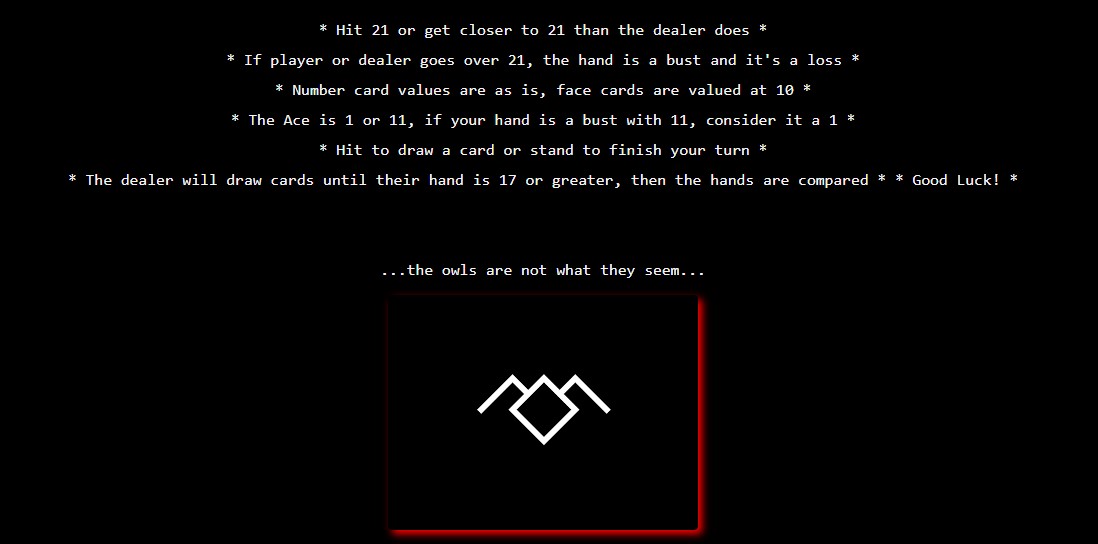 * Hit 21 or get closer to 21 than the dealer does *
* If player or dealer goes over 21, the hand is a bust and it's a loss *
* Number card values are as is, face cards are valued at 10 *
* The Ace is 1 or 11, if your hand is a bust with 11, consider it a 1 *
* Hit to draw a card or stand to finish your turn *
* The dealer will draw cards until their hand is 17 or greater, then the hands are compared * * Good Luck! *
...the owls are not what they seem...